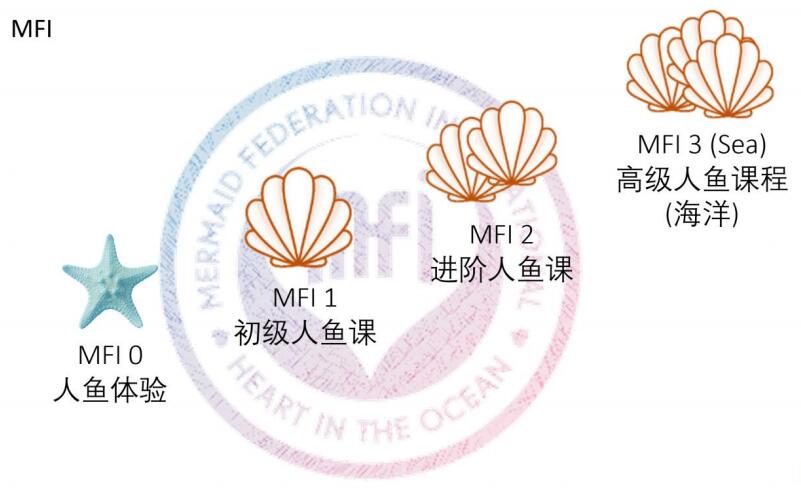 MFI
MERMAID FEDERATION INTERNATIONAL
mfi
HEART IN THE OCEAN
MFI 0
人鱼体验
MFI 1
初级人鱼课
MFI 2
进阶人鱼课
MFI 3 (Sea)
高级人鱼课程
(海洋)